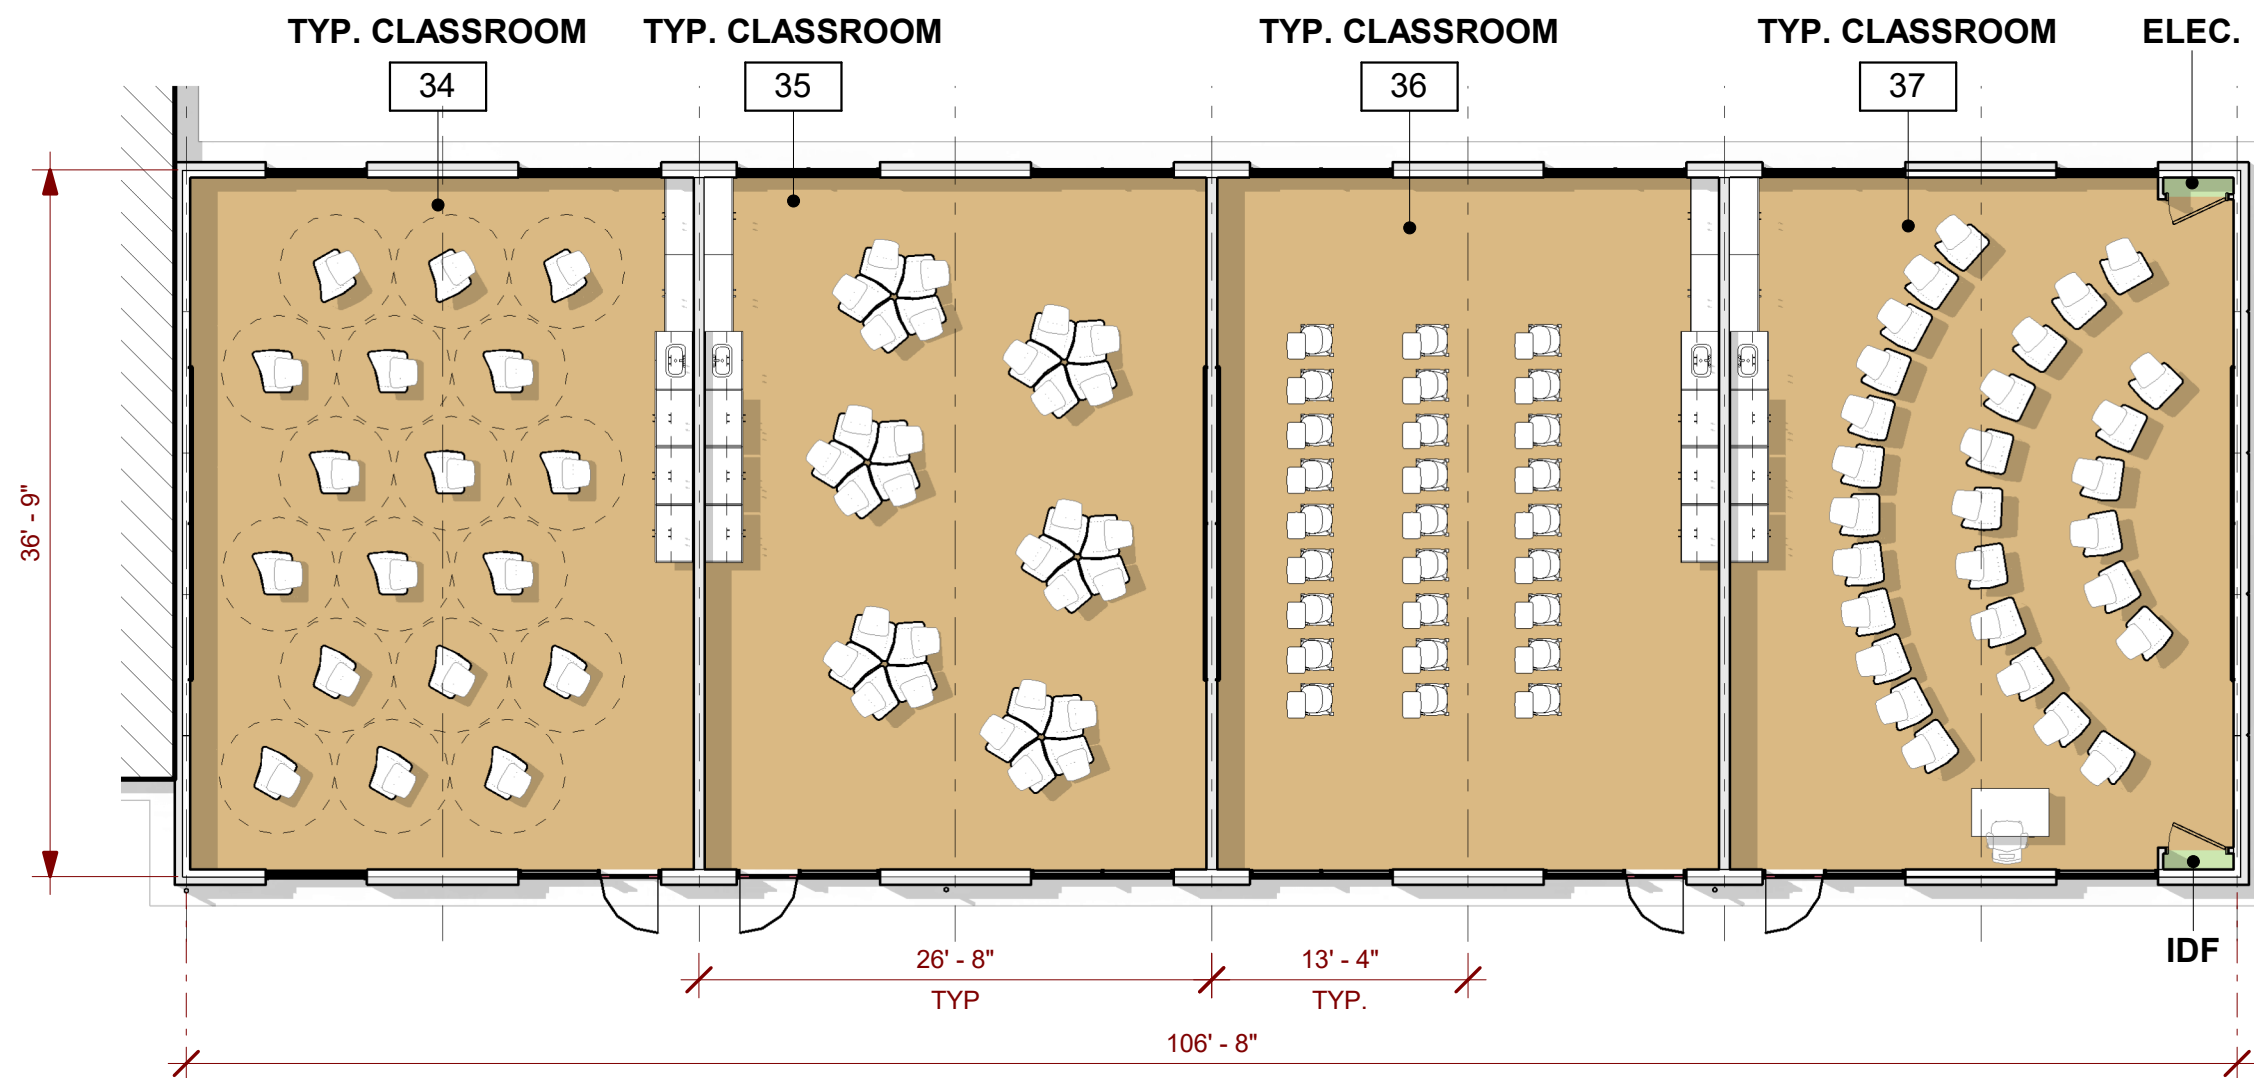 TYP. CLASSROOM
34
TYP. CLASSROOM
35
TYP. CLASSROOM
36
TYP. CLASSROOM
37
ELEC.
36' - 9"
IDF
26' - 8"
TYP
13' - 4"
TYP.
106' - 8"